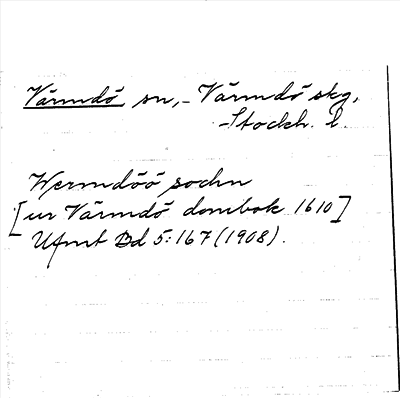 Värmdö sn, – Värmdö skg,
Stockh. l.
Wermdöö sochn
[ur Värmdö dombok 1610]
Ufmt Bd 5:167 (1908).